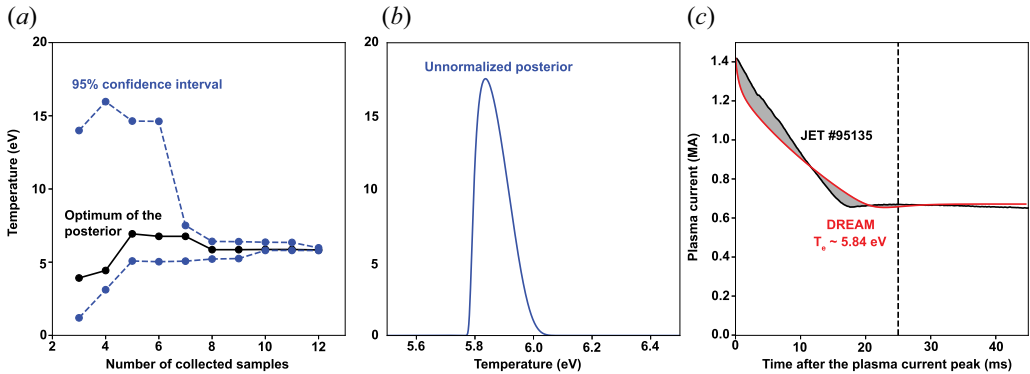 (a)
20
15
10
5
0
Temperature (eV)
95% confidence interval
Optimum of the
posterior
2
4
6
8
10
12
Number of collected samples
(b)
20
15
10
5
0
Unnormalized posterior
5.6
5.8
6.0
6.2
6.4
Temperature (eV)
(c)
1.4
1.2
1.0
0.8
0.6
0.4
0.2
0.0
Plasma current (MA)
JET #95135
DREAM
Te ~ 5.84 eV
0
10
20
30
40
Time after the plasma current peak (ms)